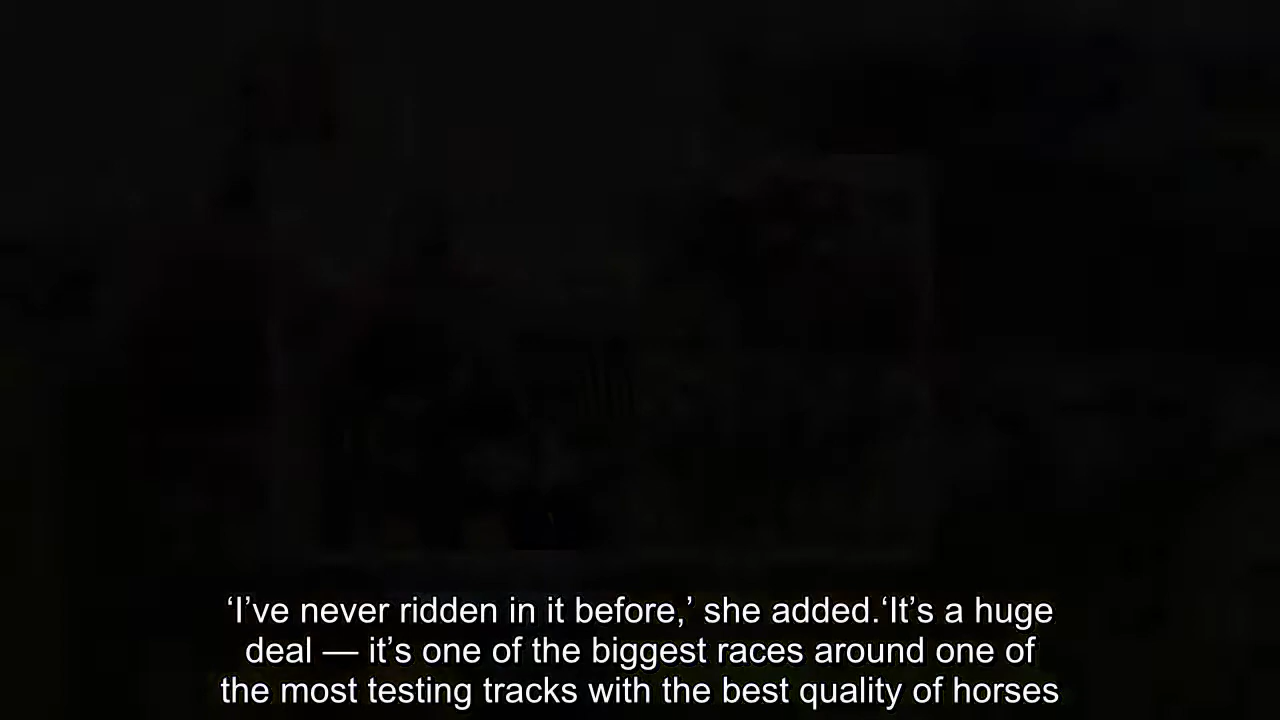 ‘I’ve never ridden in it before,’ she added.‘It’s a huge
deal — it’s one of the biggest races around one of
the most testing tracks with the best quality of horses